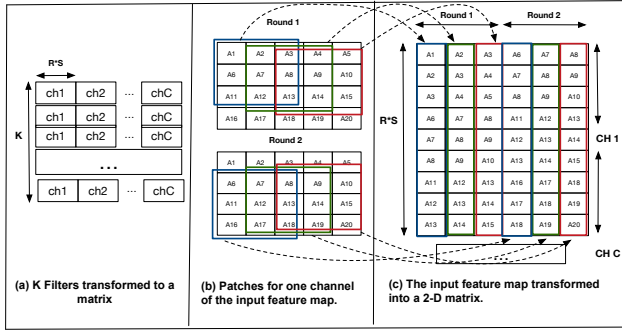 R*S
K
ch1 ch2 ... chC
ch1 ch2 ... chC
ch1 ch2 ... chC
...
ch1 ch2 ... chC
(a) K Filters transformed to a
matrix
Round 1
A1 A2 A3 A4 A5
A6 A7 A8 A9 A10
A11 A12 A13 A14 A15
A16 A17 A18 A19 A20
Round 2
A1 A2 A3 A4 A5
A6 A7 A8 A9 A10
A11 A12 A13 A14 A15
A16 A17 A18 A19 A20
(b) Patches for one channel
of the input feature map.
Round 1 Round 2
R*S
A1 A2 A3 A6 A7 A8
A2 A3 A4 A7 A8 A9
A3 A4 A5 A8 A9 A10
A6 A7 A8 A11 A12 A13
A7 A8 A9 A12 A13 A14
A8 A9 A10 A13 A14 A15
A11 A12 A13 A16 A17 A18
A12 A13 A14 A17 A18 A19
A13 A14 A15 A18 A19 A20
CH 1
CH C
...
(c) The input feature map transformed
into a 2-D matrix.